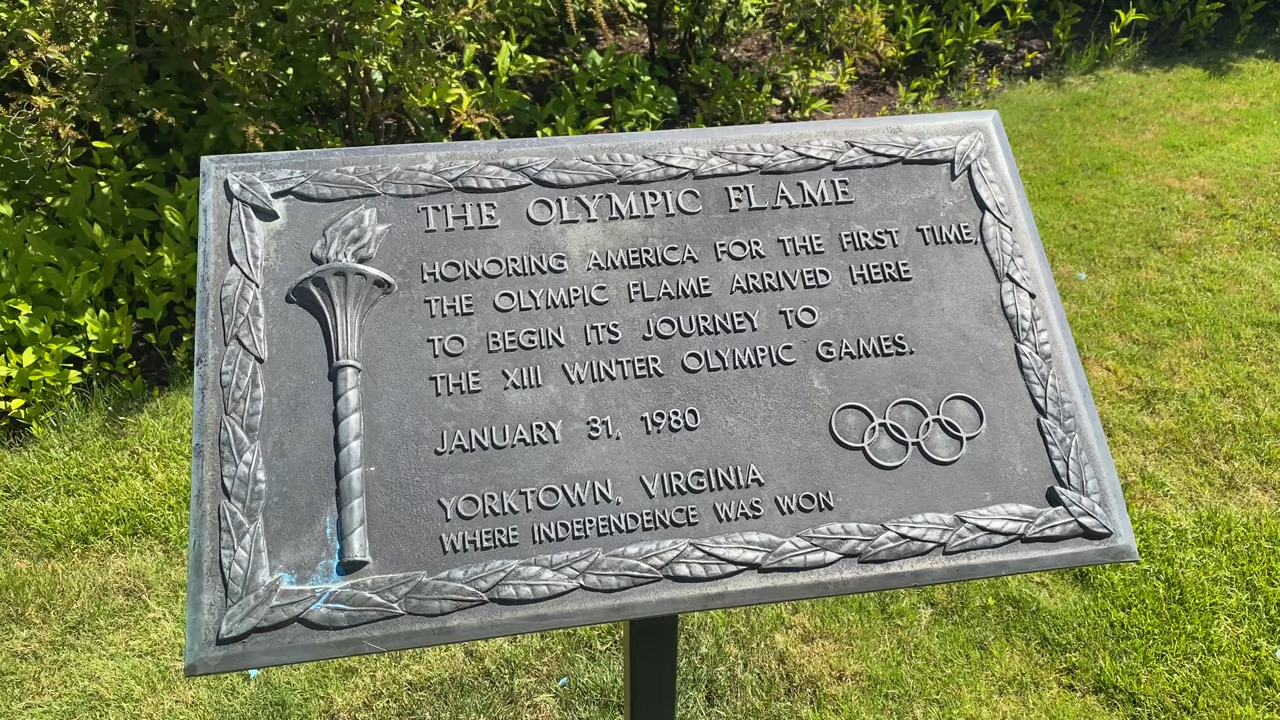 THE OLYMPIC FLAME
HONORING AMERICA FOR THE FIRST TIME,
THE OLYMPIC FLAME ARRIVED HERE
TO BEGIN ITS JOURNEY TO
THE XIII WINTER OLYMPIC GAMES.
JANUARY 31, 1980
YORKTOWN, VIRGINIA
WHERE INDEPENDENCE WAS WON